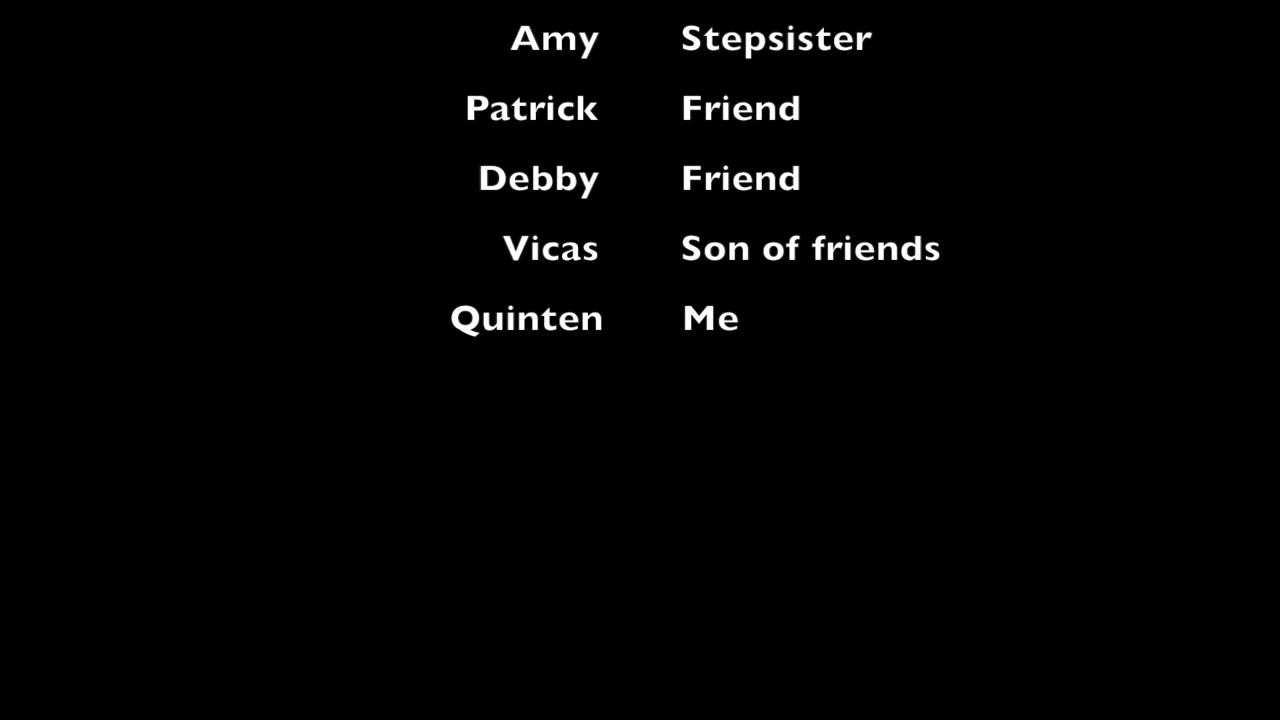 Amy Stepsister
Patrick Friend
Debby Friend
Vicas Son of friends
Quinten Me